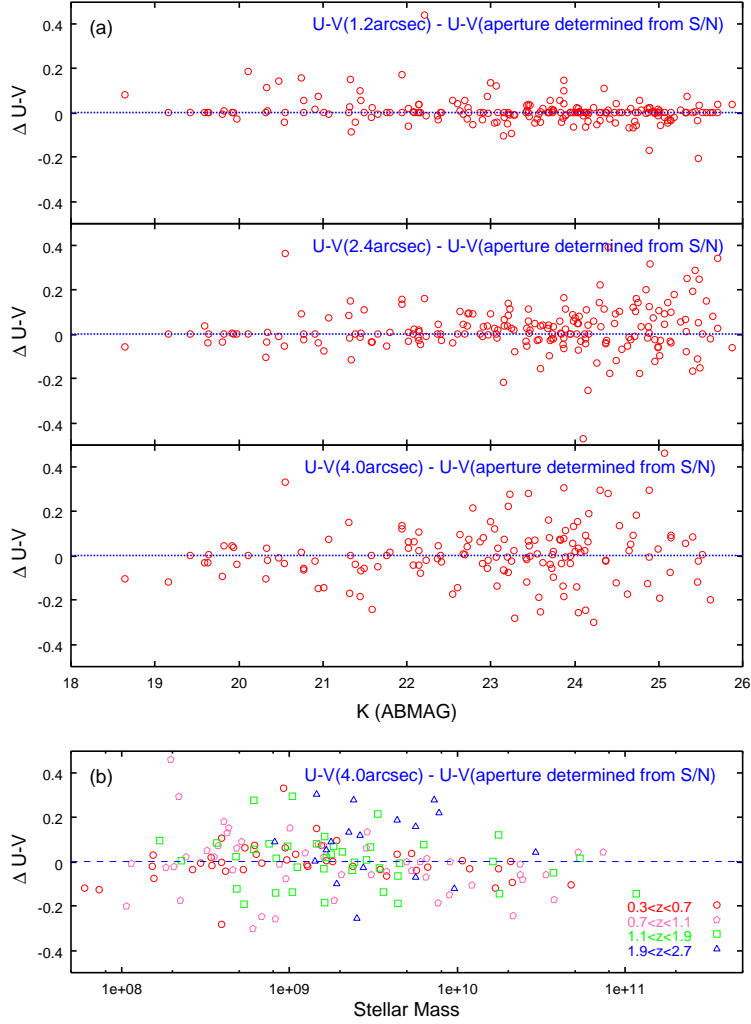 (a)
U-V(1.2arcsec) - U-V(aperture determined from S/N)
0.4
0.2
0
-0.2
-0.4
Δ U-V
U-V(2.4arcsec) - U-V(aperture determined from S/N)
0.4
0.2
0
-0.2
-0.4
Δ U-V
U-V(4.0arcsec) - U-V(aperture determined from S/N)
0.4
0.2
0
-0.2
-0.4
Δ U-V
18 19 20 21 22 23 24 25 26
K (ABMAG)
(b)
U-V(4.0arcsec) - U-V(aperture determined from S/N)
0.4
0.2
0
-0.2
-0.4
Δ U-V
0.3<z<0.7
0.7<z<1.1
1.1<z<1.9
1.9<z<2.7
1e+08 1e+09 1e+10 1e+11
Stellar Mass